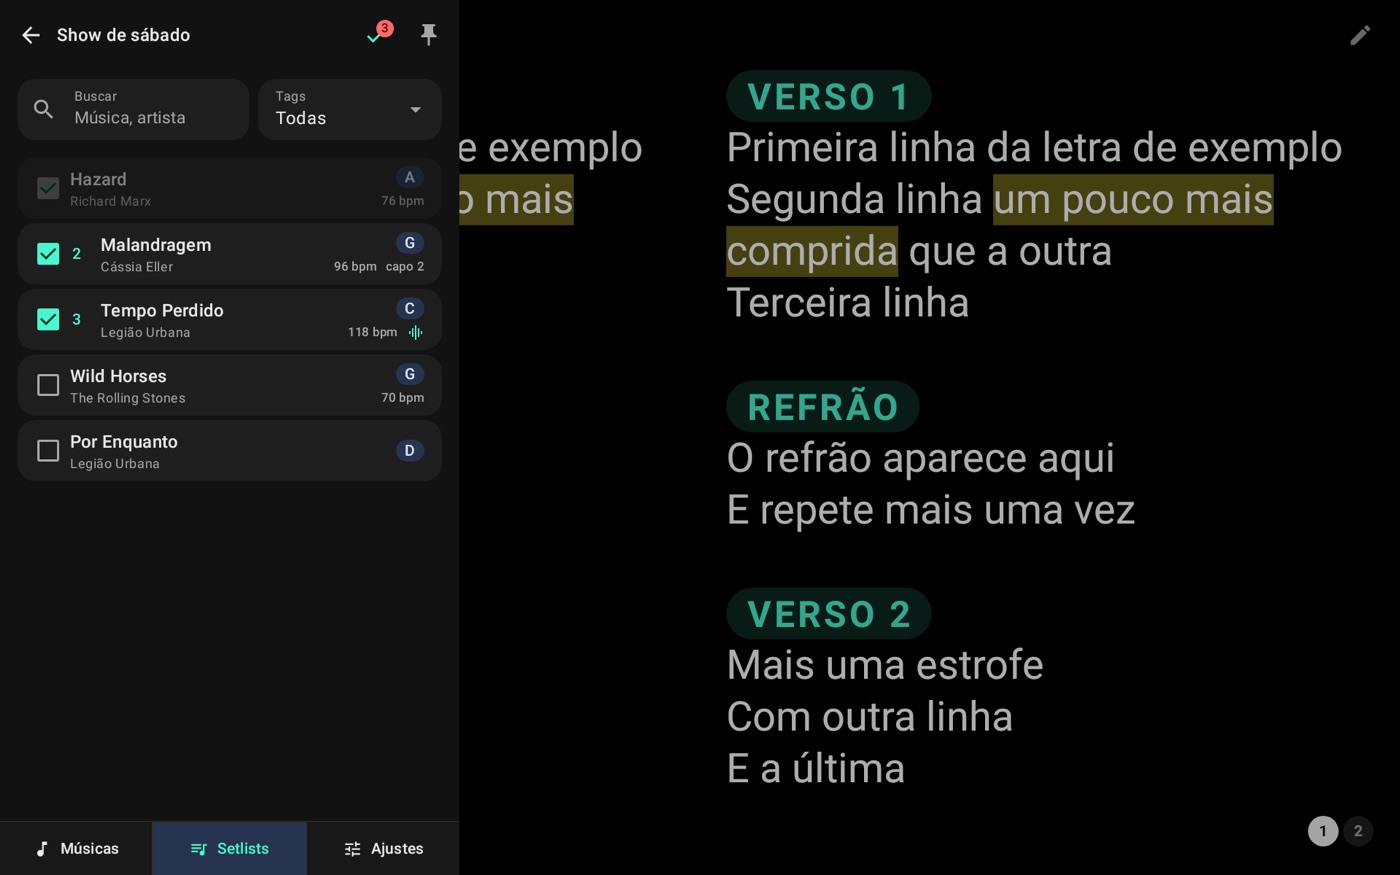 Show de sábado
3
Buscar
Música, artista
Tags
Todas
Hazard
A
Richard Marx
76 bpm
2
Malandragem
G
Cássia Eller
96 bpm capo 2
3
Tempo Perdido
C
Legião Urbana
118 bpm
Wild Horses
G
The Rolling Stones
70 bpm
Por Enquanto
D
Legião Urbana
Músicas
Setlists
Ajustes
e exemplo
o mais
VERSO 1
Primeira linha da letra de exemplo
Segunda linha um pouco mais
comprida que a outra
Terceira linha
REFRÃO
O refrão aparece aqui
E repete mais uma vez
VERSO 2
Mais uma estrofe
Com outra linha
E a última
1 2